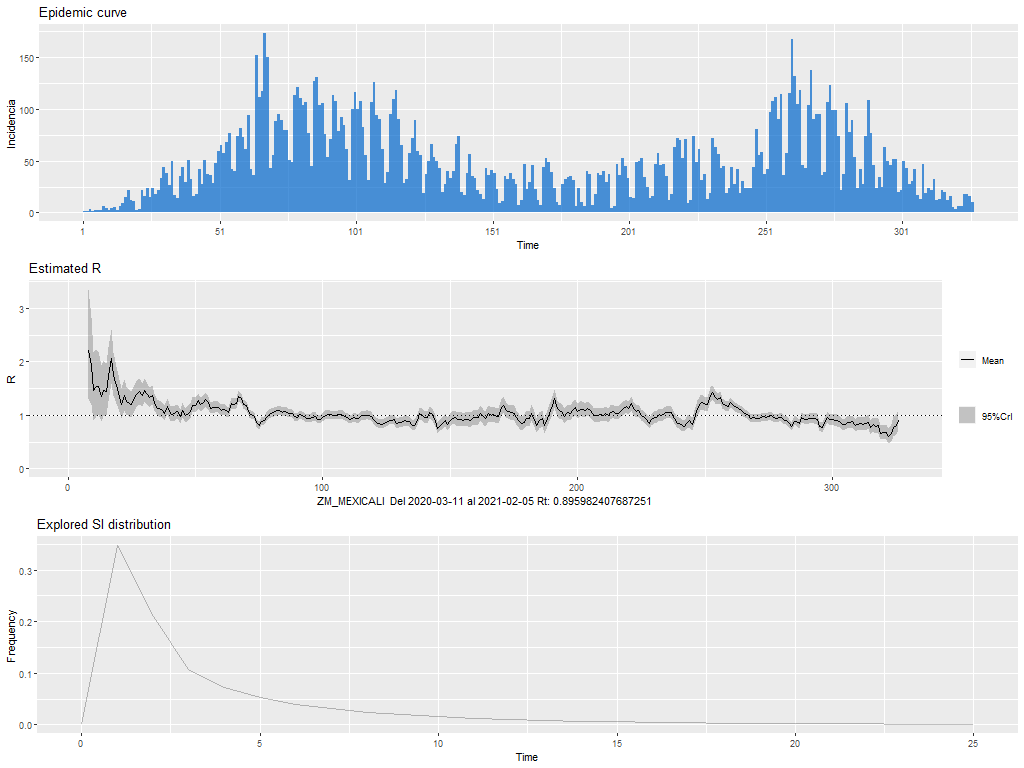 Epidemic curve
Incidencia
150
100
50
0
1 51 101 151 201 251 301
Time
Estimated R
R
3
2
1
0
0 100 200 300
ZM_MEXICALI Del 2020-03-11 al 2021-02-05 Rt: 0.895982407687251
Mean
95%CrI
Explored SI distribution
Frequency
0.3
0.2
0.1
0.0
0 5 10 15 20 25
Time